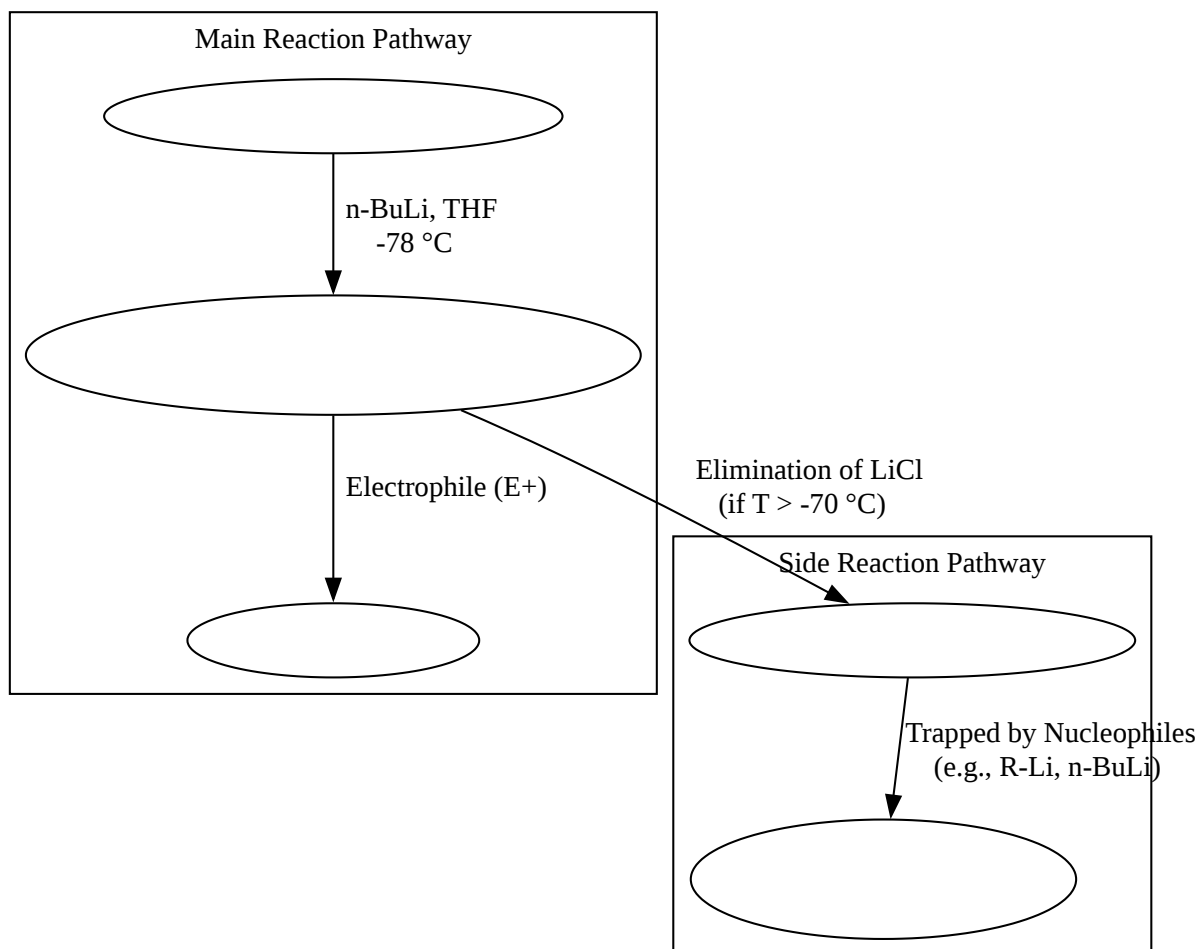 Main Reaction Pathway
n-BuLi, THF
-78 °C
Electrophile (E+)
Elimination of LiCl
(if T > -70 °C)
Side Reaction Pathway
Trapped by Nucleophiles
(e.g., R-Li, n-BuLi)